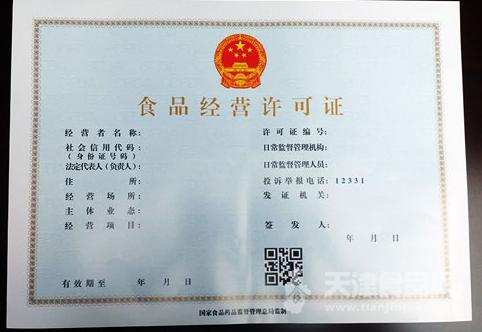 食品经营许可证
经营者名称：
社会信用代码：
（身份证号码）
法定代表人（负责人）：
住所：
经营场所：
主体业态：
经营项目：
许可证编号：
日常监督管理机构：
日常监督管理人员：
投诉举报电话：12331
发证机关：
签发人：
年 月 日
有效期至 年 月 日
国家食品药品监督管理总局监制